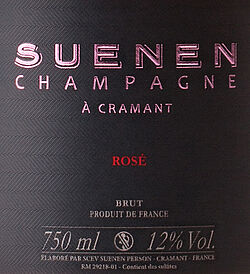 SUENEN
CHAMPAGNE
À CRAMANT
ROSÉ
BRUT
PRODUIT DE FRANCE
750 ml 12% Vol.
ÉLABORÉ PAR SCEV SUENEN PERSON - CRAMANT - FRANCE
RM 29218-01 - Contient des sulfites